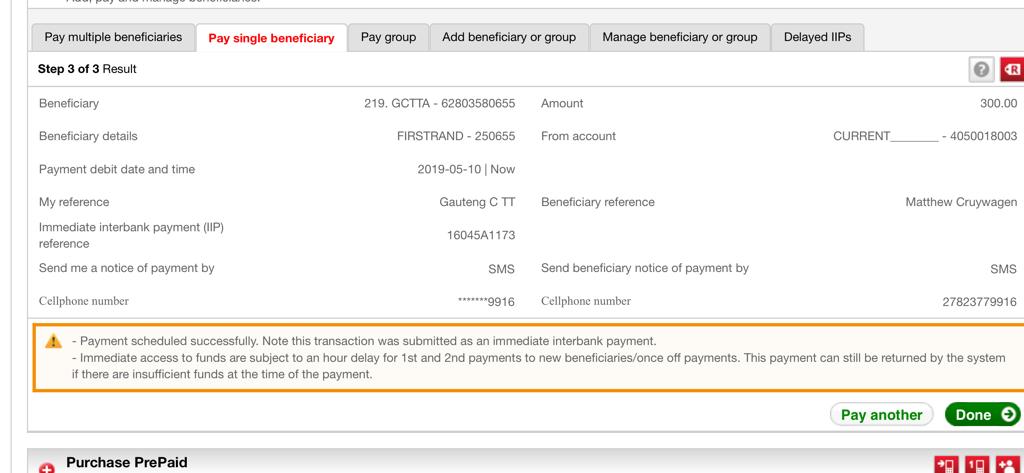 Add, pay and manage beneficiaries.
Pay multiple beneficiaries Pay single beneficiary Pay group Add beneficiary or group Manage beneficiary or group Delayed IIPs
Step 3 of 3 Result
Beneficiary 219. GCTTA - 62803580655 Amount 300.00
Beneficiary details FIRSTRAND - 250655 From account CURRENT________ - 4050018003
Payment debit date and time 2019-05-10 | Now
My reference Gauteng C TT Beneficiary reference Matthew Cruywagen
Immediate interbank payment (IIP)
reference 16045A1173
Send me a notice of payment by SMS Send beneficiary notice of payment by SMS
Cellphone number *******9916 Cellphone number 27823779916
- Payment scheduled successfully. Note this transaction was submitted as an immediate interbank payment.
- Immediate access to funds are subject to an hour delay for 1st and 2nd payments to new beneficiaries/once off payments. This payment can still be returned by the system
if there are insufficient funds at the time of the payment.
Pay another Done
Purchase PrePaid